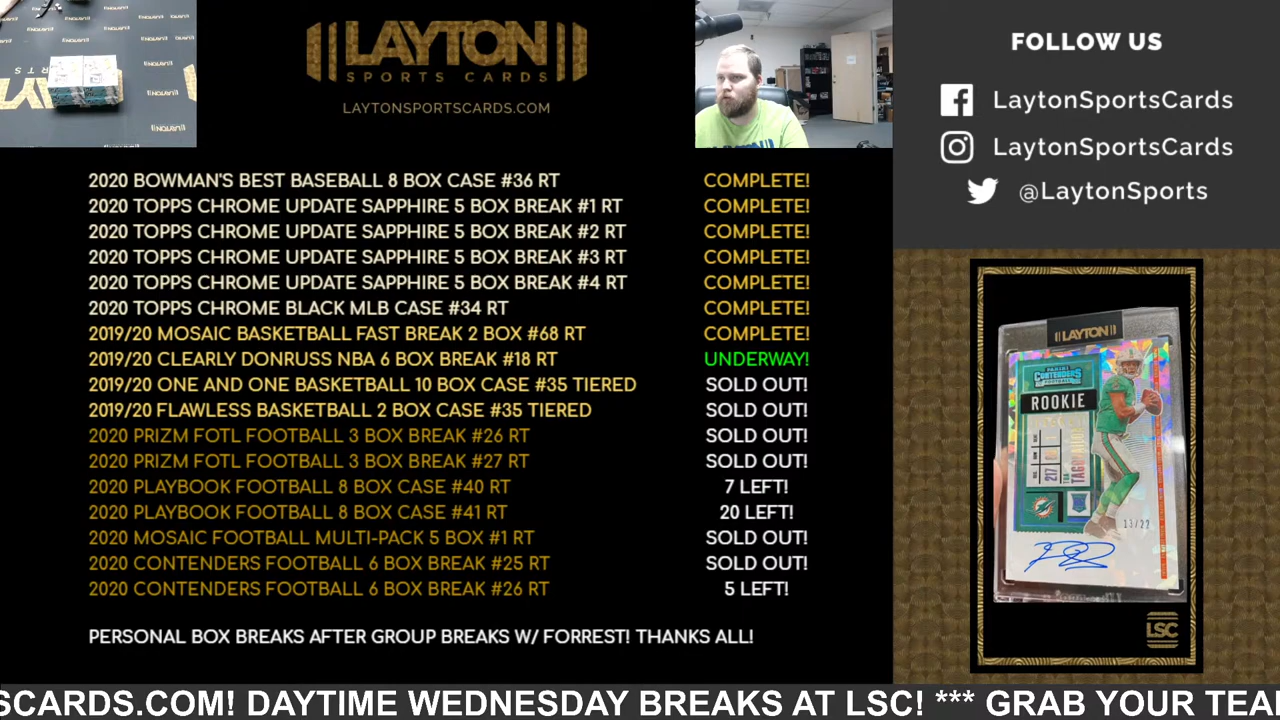 LAYTON
SPORTS CARDS
LAYTONSPORTSCARDS.COM
FOLLOW US
LaytonSportsCards
LaytonSportsCards
@LaytonSports
2020 BOWMAN'S BEST BASEBALL 8 BOX CASE #36 RT COMPLETE!
2020 TOPPS CHROME UPDATE SAPPHIRE 5 BOX BREAK #1 RT COMPLETE!
2020 TOPPS CHROME UPDATE SAPPHIRE 5 BOX BREAK #2 RT COMPLETE!
2020 TOPPS CHROME UPDATE SAPPHIRE 5 BOX BREAK #3 RT COMPLETE!
2020 TOPPS CHROME UPDATE SAPPHIRE 5 BOX BREAK #4 RT COMPLETE!
2020 TOPPS CHROME BLACK MLB CASE #34 RT COMPLETE!
2019/20 MOSAIC BASKETBALL FAST BREAK 2 BOX #68 RT COMPLETE!
2019/20 CLEARLY DONRUSS NBA 6 BOX BREAK #18 RT UNDERWAY!
2019/20 ONE AND ONE BASKETBALL 10 BOX CASE #35 TIERED SOLD OUT!
2019/20 FLAWLESS BASKETBALL 2 BOX CASE #35 TIERED SOLD OUT!
2020 PRIZM FOTL FOOTBALL 3 BOX BREAK #26 RT SOLD OUT!
2020 PRIZM FOTL FOOTBALL 3 BOX BREAK #27 RT SOLD OUT!
2020 PLAYBOOK FOOTBALL 8 BOX CASE #40 RT 7 LEFT!
2020 PLAYBOOK FOOTBALL 8 BOX CASE #41 RT 20 LEFT!
2020 MOSAIC FOOTBALL MULTI-PACK 5 BOX #1 RT SOLD OUT!
2020 CONTENDERS FOOTBALL 6 BOX BREAK #25 RT SOLD OUT!
2020 CONTENDERS FOOTBALL 6 BOX BREAK #26 RT 5 LEFT!
PERSONAL BOX BREAKS AFTER GROUP BREAKS W/ FORREST! THANKS ALL!
LAYTON
CONTENDERS
FOOTBALL
ROOKIE
217
13/22
LSC
SCARDS.COM! DAYTIME WEDNESDAY BREAKS AT LSC! *** GRAB YOUR TEA